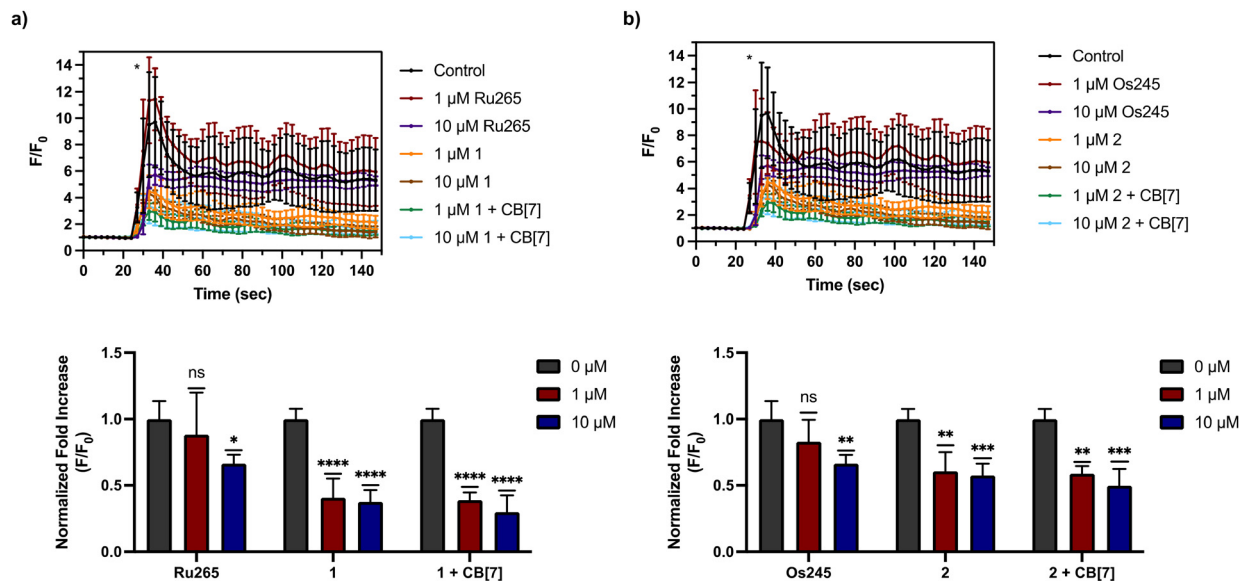 a)
14
12
10
8
6
4
2
0
F/F0
*
0 20 40 60 80 100 120 140
Time (sec)
Control
1 µM Ru265
10 µM Ru265
1 µM 1
10 µM 1
1 µM 1 + CB[7]
10 µM 1 + CB[7]
b)
14
12
10
8
6
4
2
0
F/F0
*
0 20 40 60 80 100 120 140
Time (sec)
Control
1 µM Os245
10 µM Os245
1 µM 2
10 µM 2
1 µM 2 + CB[7]
10 µM 2 + CB[7]
Normalized Fold Increase
(F/F0)
1.5
1.0
0.5
0.0
ns
*
**** ****
**** ****
Ru265 1 1 + CB[7]
0 µM
1 µM
10 µM
Normalized Fold Increase
(F/F0)
1.5
1.0
0.5
0.0
ns
**
** ***
** ***
Os245 2 2 + CB[7]
0 µM
1 µM
10 µM